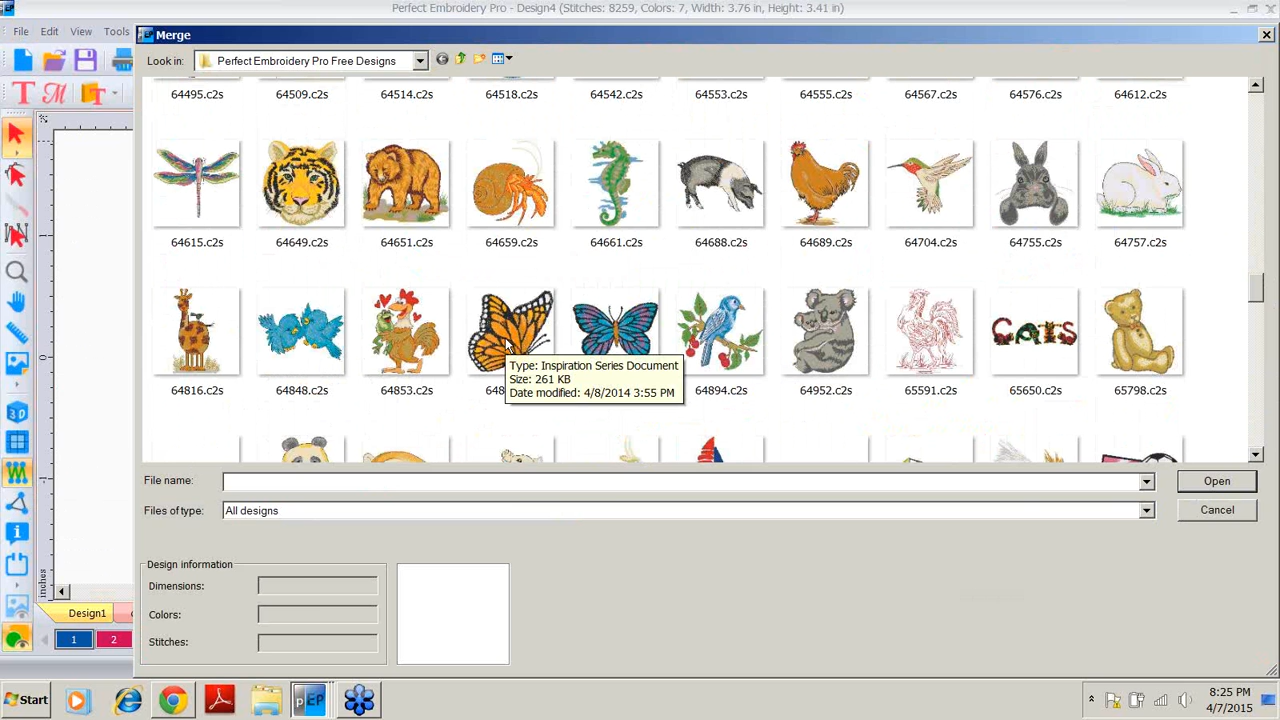 Perfect Embroidery Pro - Design4 (Stitches: 8259, Colors: 7, Width: 3.76 in, Height: 3.41 in)
File Edit View Tools
Merge
Look in: Perfect Embroidery Pro Free Designs
64495.c2s 64509.c2s 64514.c2s 64518.c2s 64542.c2s 64553.c2s 64555.c2s 64567.c2s 64576.c2s 64612.c2s
64615.c2s 64649.c2s 64651.c2s 64659.c2s 64661.c2s 64688.c2s 64689.c2s 64704.c2s 64755.c2s 64757.c2s
CATS
Type: Inspiration Series Document
Size: 261 KB
Date modified: 4/8/2014 3:55 PM
64816.c2s 64848.c2s 64853.c2s 64894.c2s 64952.c2s 65591.c2s 65650.c2s 65798.c2s
File name: Open
Files of type: All designs Cancel
Design information
Dimensions:
Colors:
Stitches:
inches
Design1
1 2
Start
pEP
8:25 PM
4/7/2015